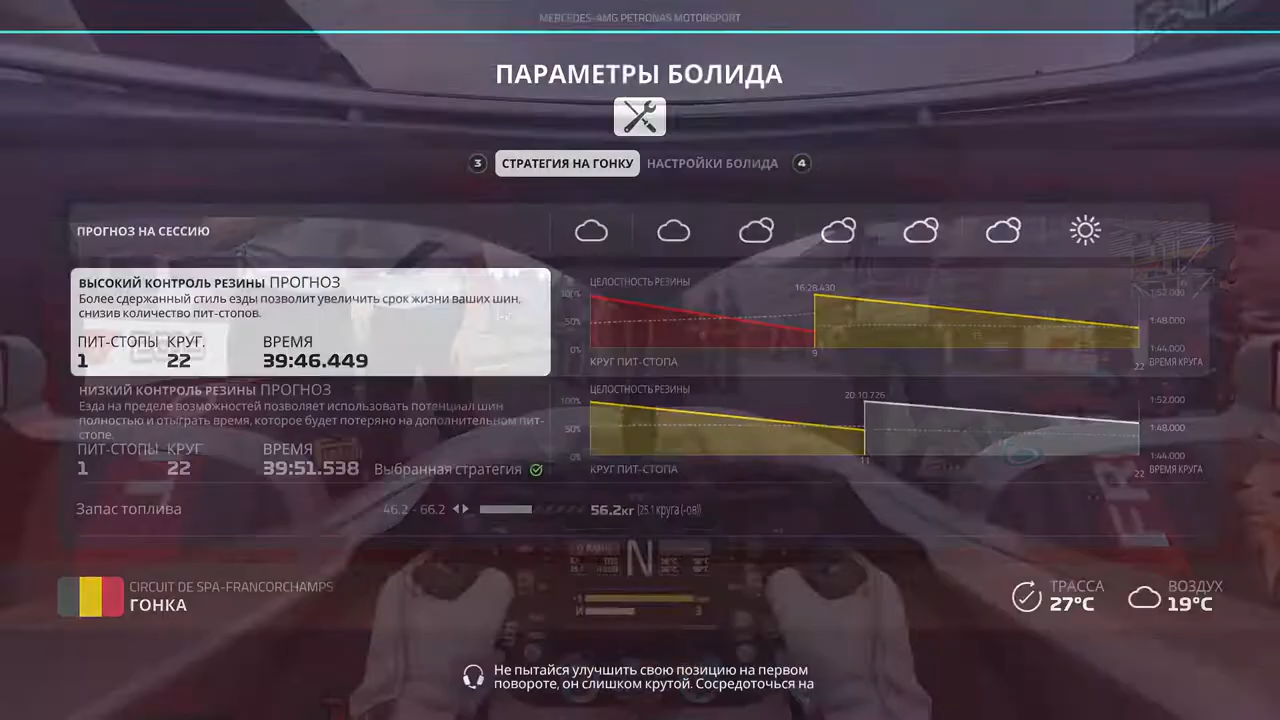 MERCEDES-AMG PETRONAS MOTORSPORT
ПАРАМЕТРЫ БОЛИДА
3 СТРАТЕГИЯ НА ГОНКУ НАСТРОЙКИ БОЛИДА 4
ПРОГНОЗ НА СЕССИЮ
ВЫСОКИЙ КОНТРОЛЬ РЕЗИНЫ ПРОГНОЗ
Более сдержанный стиль езды позволит увеличить срок жизни ваших шин,
снизив количество пит-стопов.
ПИТ-СТОПЫ КРУГ. ВРЕМЯ
1 22 39:46.449
ЦЕЛОСТНОСТЬ РЕЗИНЫ
16:28.430
100% 1:52.000
50% 1:48.000
0% 1:44.000
9
КРУГ ПИТ-СТОПА 22 ВРЕМЯ КРУГА
НИЗКИЙ КОНТРОЛЬ РЕЗИНЫ ПРОГНОЗ
Езда на пределе возможностей позволяет использовать потенциал шин
полностью и отыграть время, которое будет потеряно на дополнительном пит-
стопе.
ПИТ-СТОПЫ КРУГ ВРЕМЯ
1 22 39:51.538 Выбранная стратегия
ЦЕЛОСТНОСТЬ РЕЗИНЫ
20:10.726
100% 1:52.000
50% 1:48.000
0% 1:44.000
11
КРУГ ПИТ-СТОПА 22 ВРЕМЯ КРУГА
Запас топлива 46.2 - 66.2 56.2кг
N
CIRCUIT DE SPA-FRANCORCHAMPS
ГОНКА
ТРАССА
27°C
ВОЗДУХ
19°C
Не пытайся улучшить свою позицию на первом
повороте, он слишком крутой. Сосредоточься на